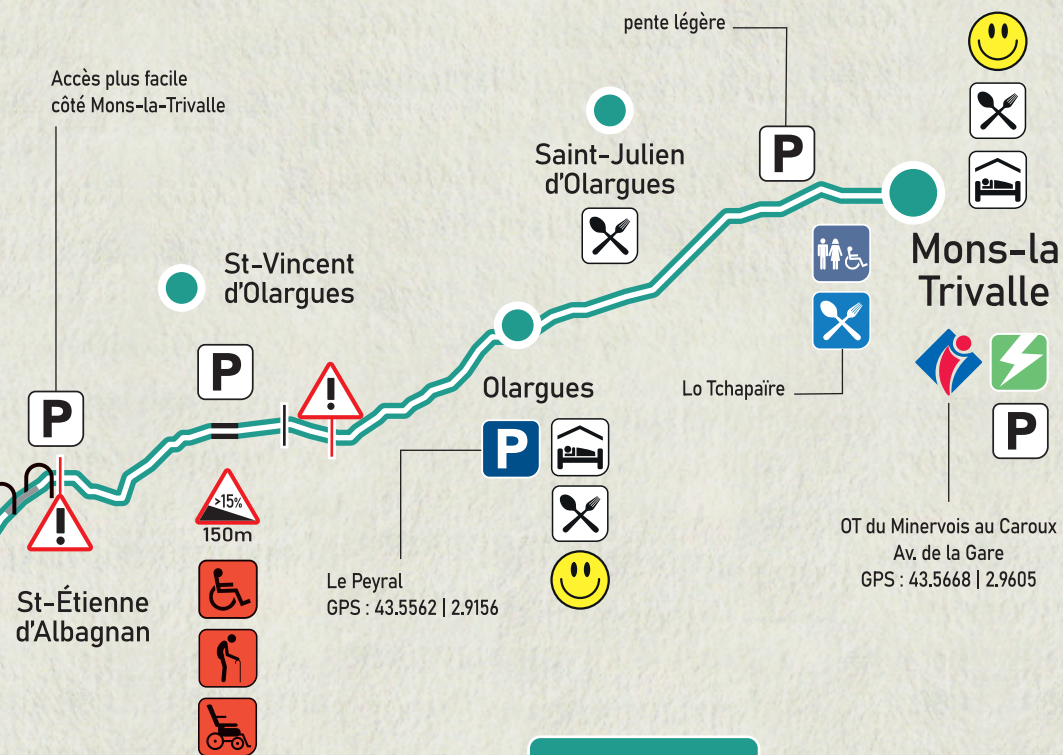 pente légère
Accès plus facile
côté Mons-la-Trivalle
P
Saint-Julien
d'Olargues
St-Vincent
d'Olargues
Mons-la
Trivalle
P
P
!
Olargues
Lo Tchapaïre
P
P
P
>15%
150m
!
OT du Minervois au Caroux
Av. de la Gare
GPS : 43.5668 | 2.9605
Le Peyral
GPS : 43.5562 | 2.9156
St-Étienne
d'Albagnan